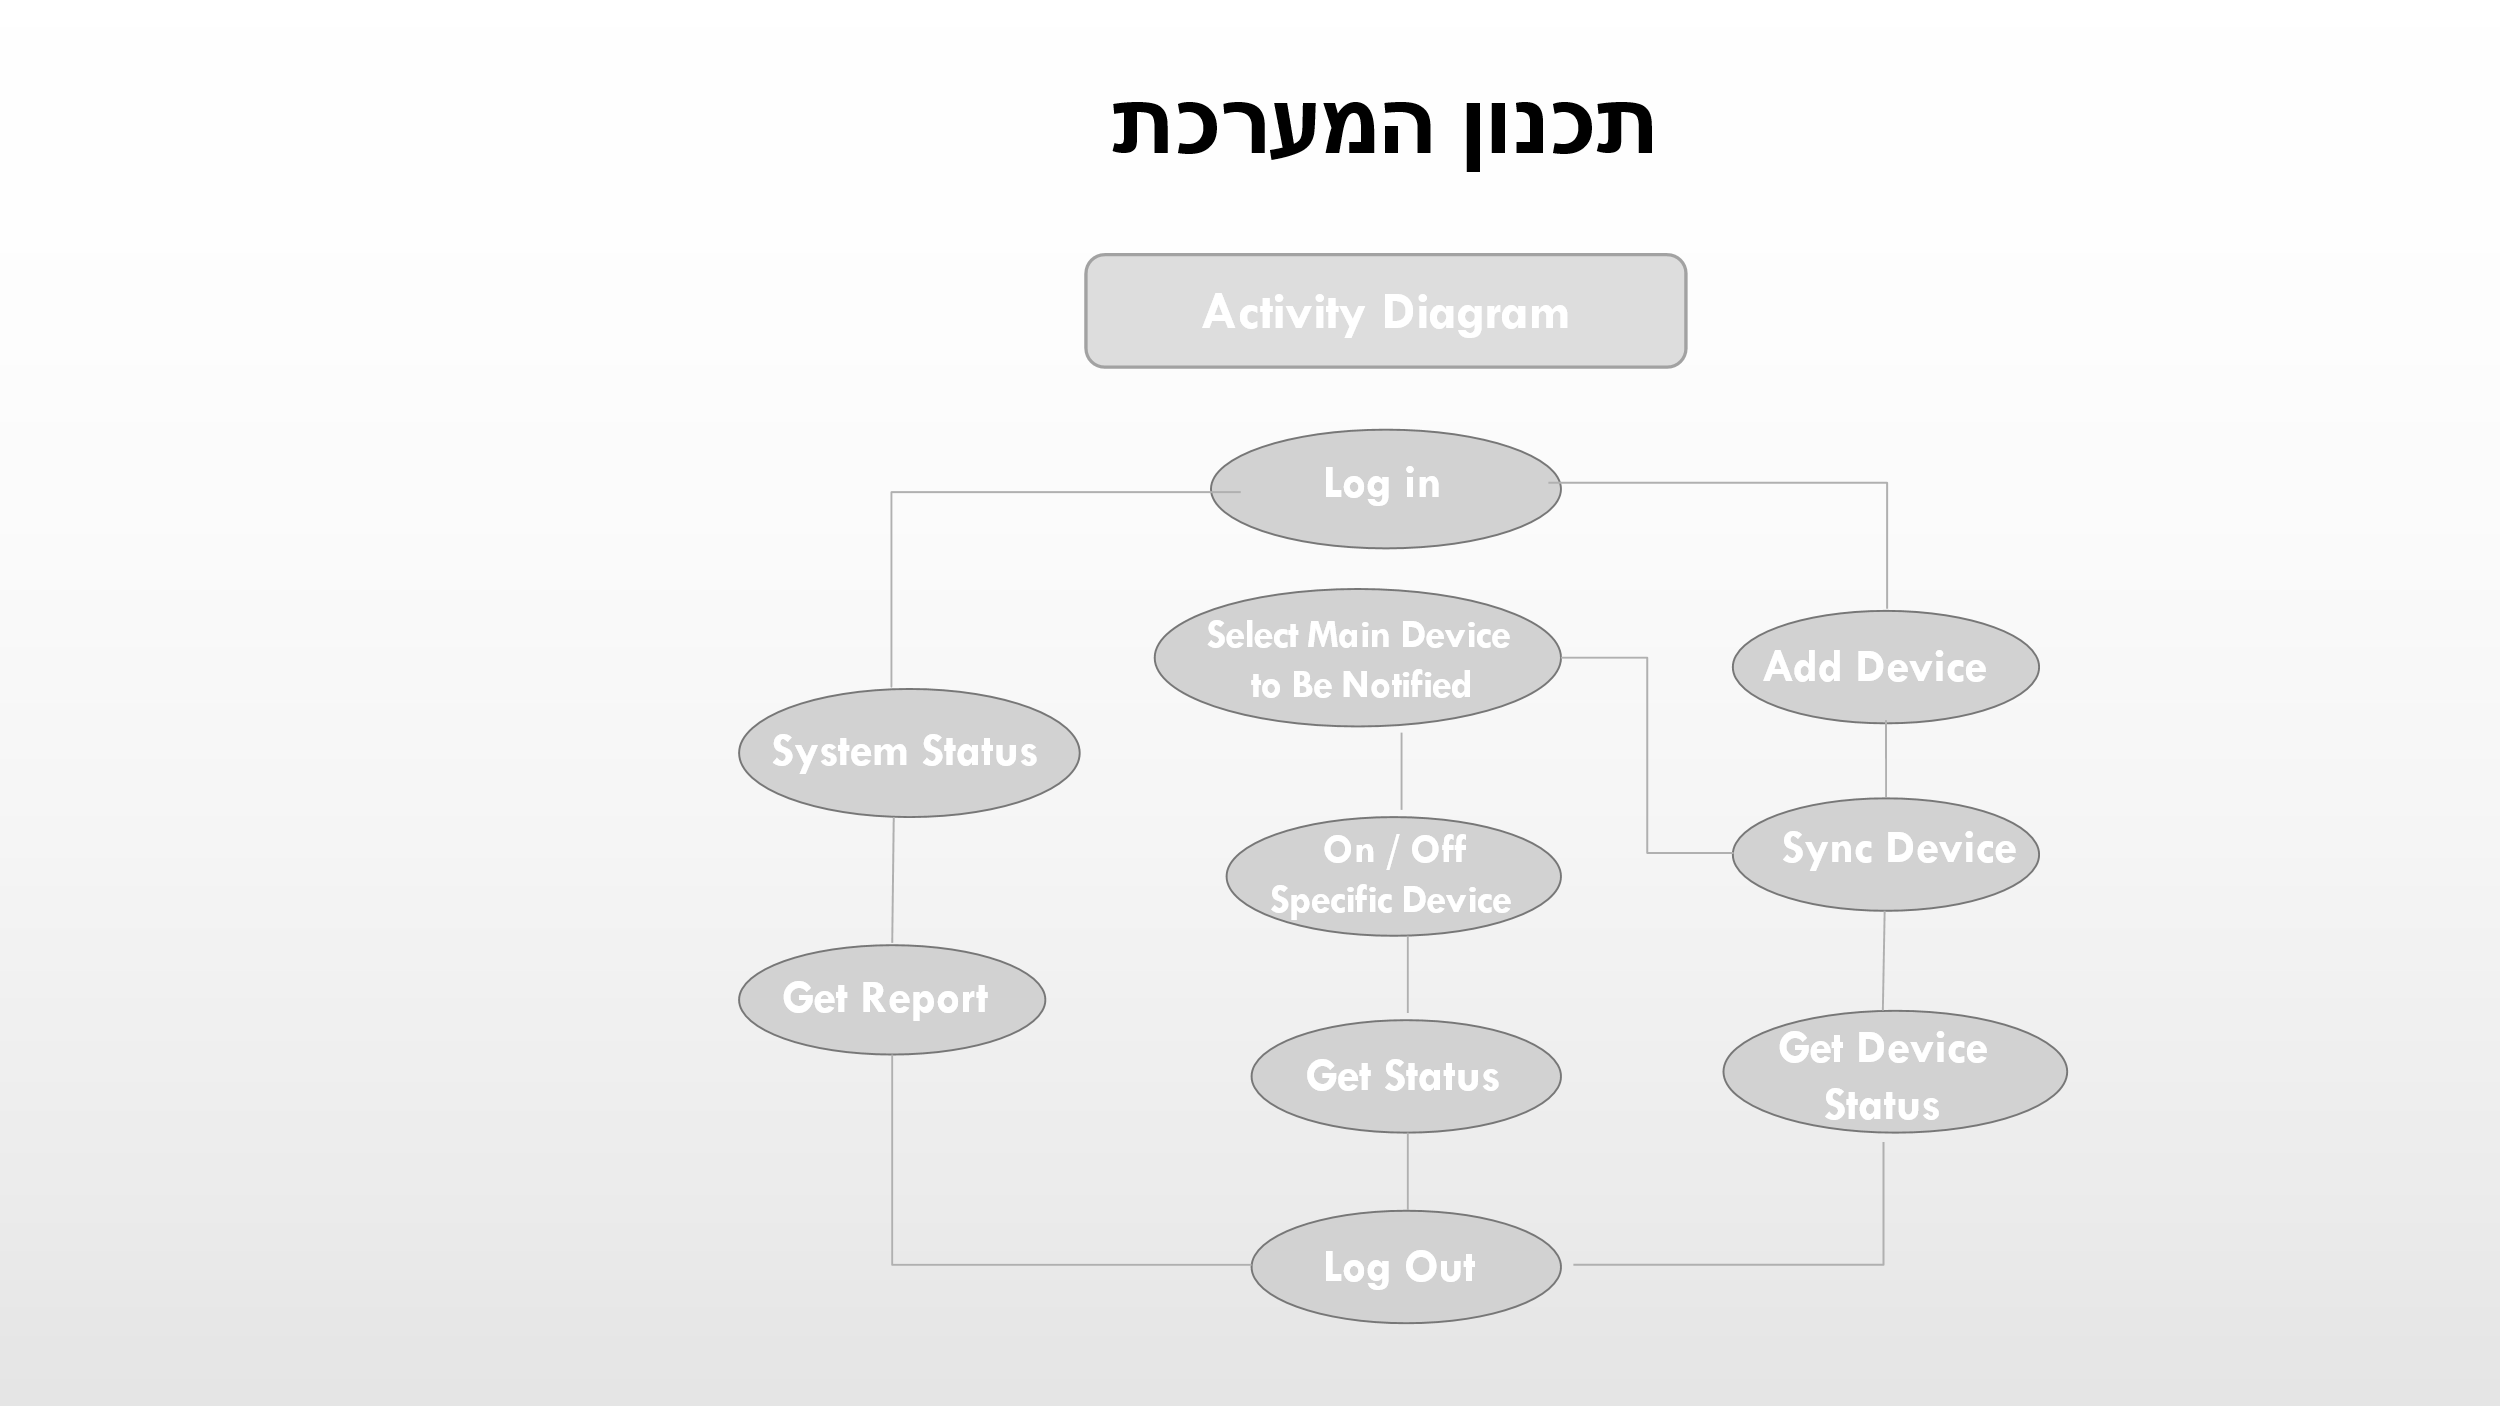 תכנון המערכת
Activity Diagram
Log in
Select Main Device
to Be Notified
Add Device
System Status
On / Off
Specific Device
Sync Device
Get Report
Get Status
Get Device
Status
Log Out